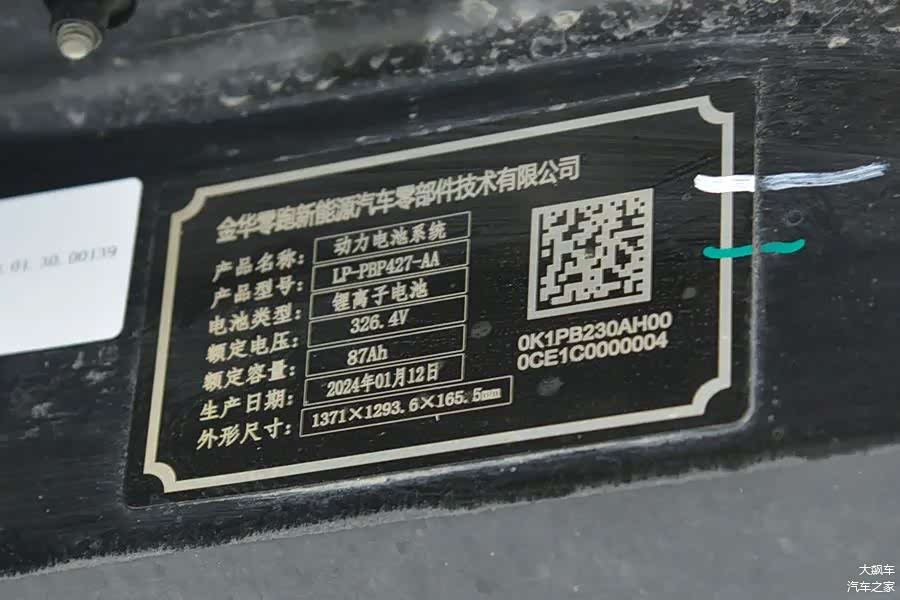 金华零跑新能源汽车零部件技术有限公司
产品名称： 动力电池系统
产品型号： LP-PBP427-AA
电池类型： 锂离子电池
额定电压： 326.4V
额定容量： 87Ah
生产日期： 2024年01月12日
外形尺寸： 1371×1293.6×165.5mm
0K1PB230AH00
0CE1C0000004
01 30 00139
大飙车
汽车之家